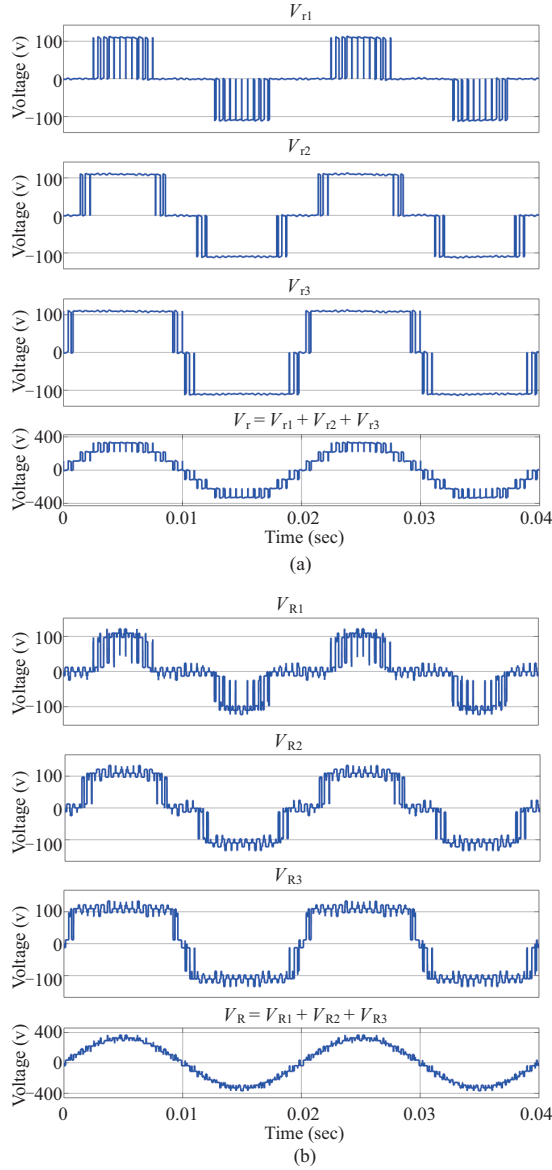 Vr1
Voltage (v)
100
0
−100
Vr2
Voltage (v)
100
0
−100
Vr3
Voltage (v)
100
0
−100
Vr = Vr1 + Vr2 + Vr3
Voltage (v)
400
0
−400
0 0.01 0.02 0.03 0.04
Time (sec)
(a)
VR1
Voltage (v)
100
0
−100
VR2
Voltage (v)
100
0
−100
VR3
Voltage (v)
100
0
−100
VR = VR1 + VR2 + VR3
Voltage (v)
400
0
−400
0 0.01 0.02 0.03 0.04
Time (sec)
(b)